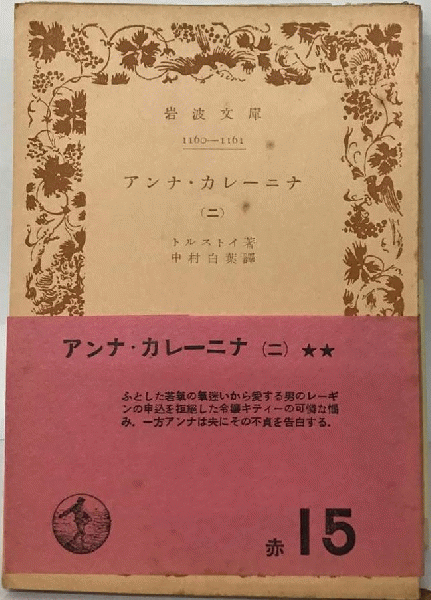 岩波文庫
1160—1161
アンナ・カレーニナ
(二)
トルストイ著
中村白葉譯
アンナ・カレーニナ (二) ★★
ふとした若気の気迷いから愛する男のレーギ
ンの申込を拒絶した令嬢キティーの可憐な悩
み、一方アンナは夫にその不貞を告白する。
赤 15